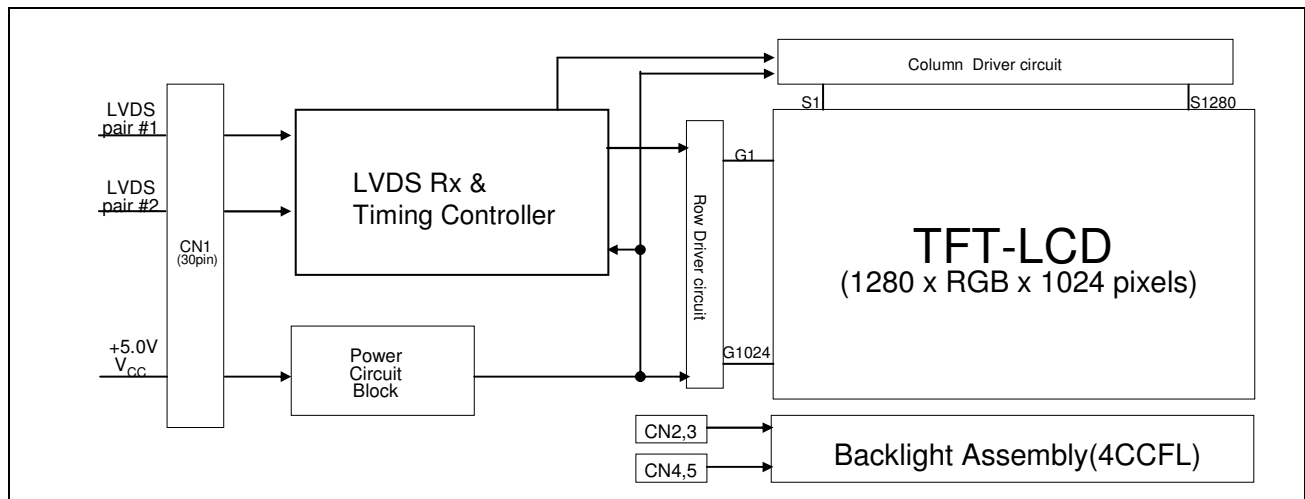 Column Driver circuit
S1
S1280
LVDS
pair #1
LVDS
pair #2
CN1
(30pin)
LVDS Rx &
Timing Controller
Row Driver circuit
G1
G1024
TFT-LCD
(1280 x RGB x 1024 pixels)
+5.0V
VCC
Power
Circuit
Block
CN2,3
CN4,5
Backlight Assembly(4CCFL)